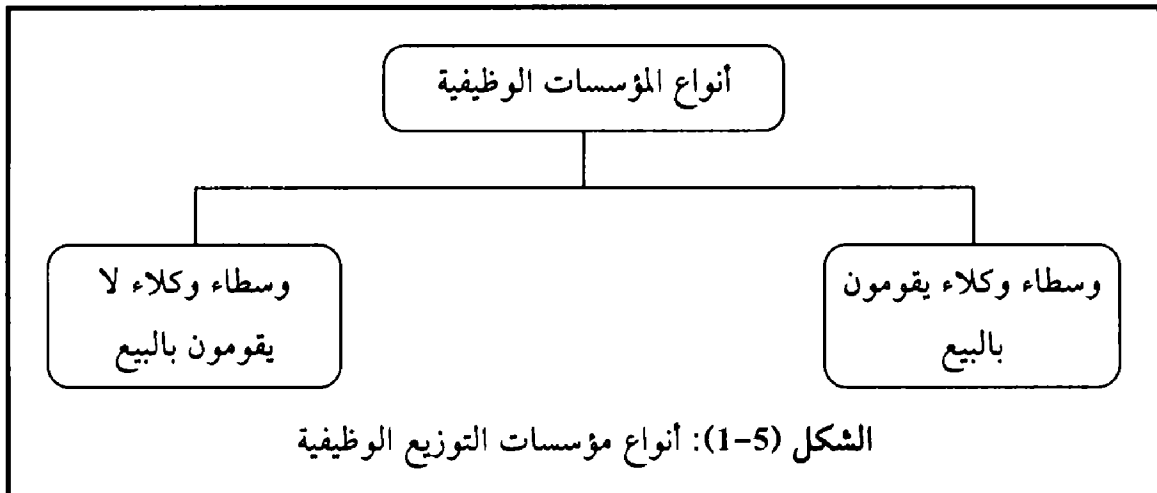 أنواع المؤسسات الوظيفية
وسطاء وكلاء يقومون
بالبيع
وسطاء وكلاء لا
يقومون بالبيع
الشكل (5-1): أنواع مؤسسات التوزيع الوظيفية